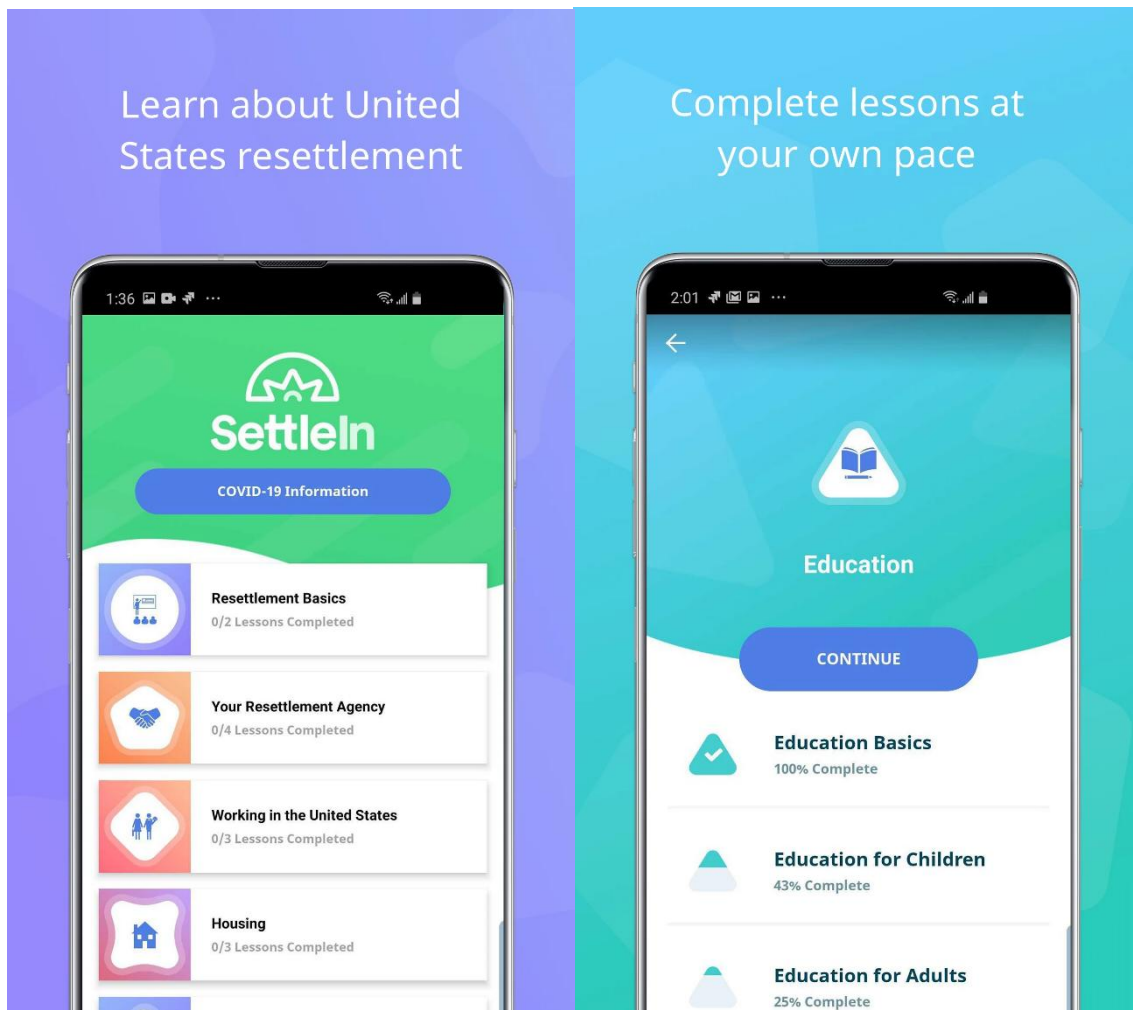 Learn about United
States resettlement
1:36
SettleIn
COVID-19 Information
Resettlement Basics
0/2 Lessons Completed
Your Resettlement Agency
0/4 Lessons Completed
Working in the United States
0/3 Lessons Completed
Housing
0/3 Lessons Completed
Complete lessons at
your own pace
2:01
Education
CONTINUE
Education Basics
100% Complete
Education for Children
43% Complete
Education for Adults
25% Complete